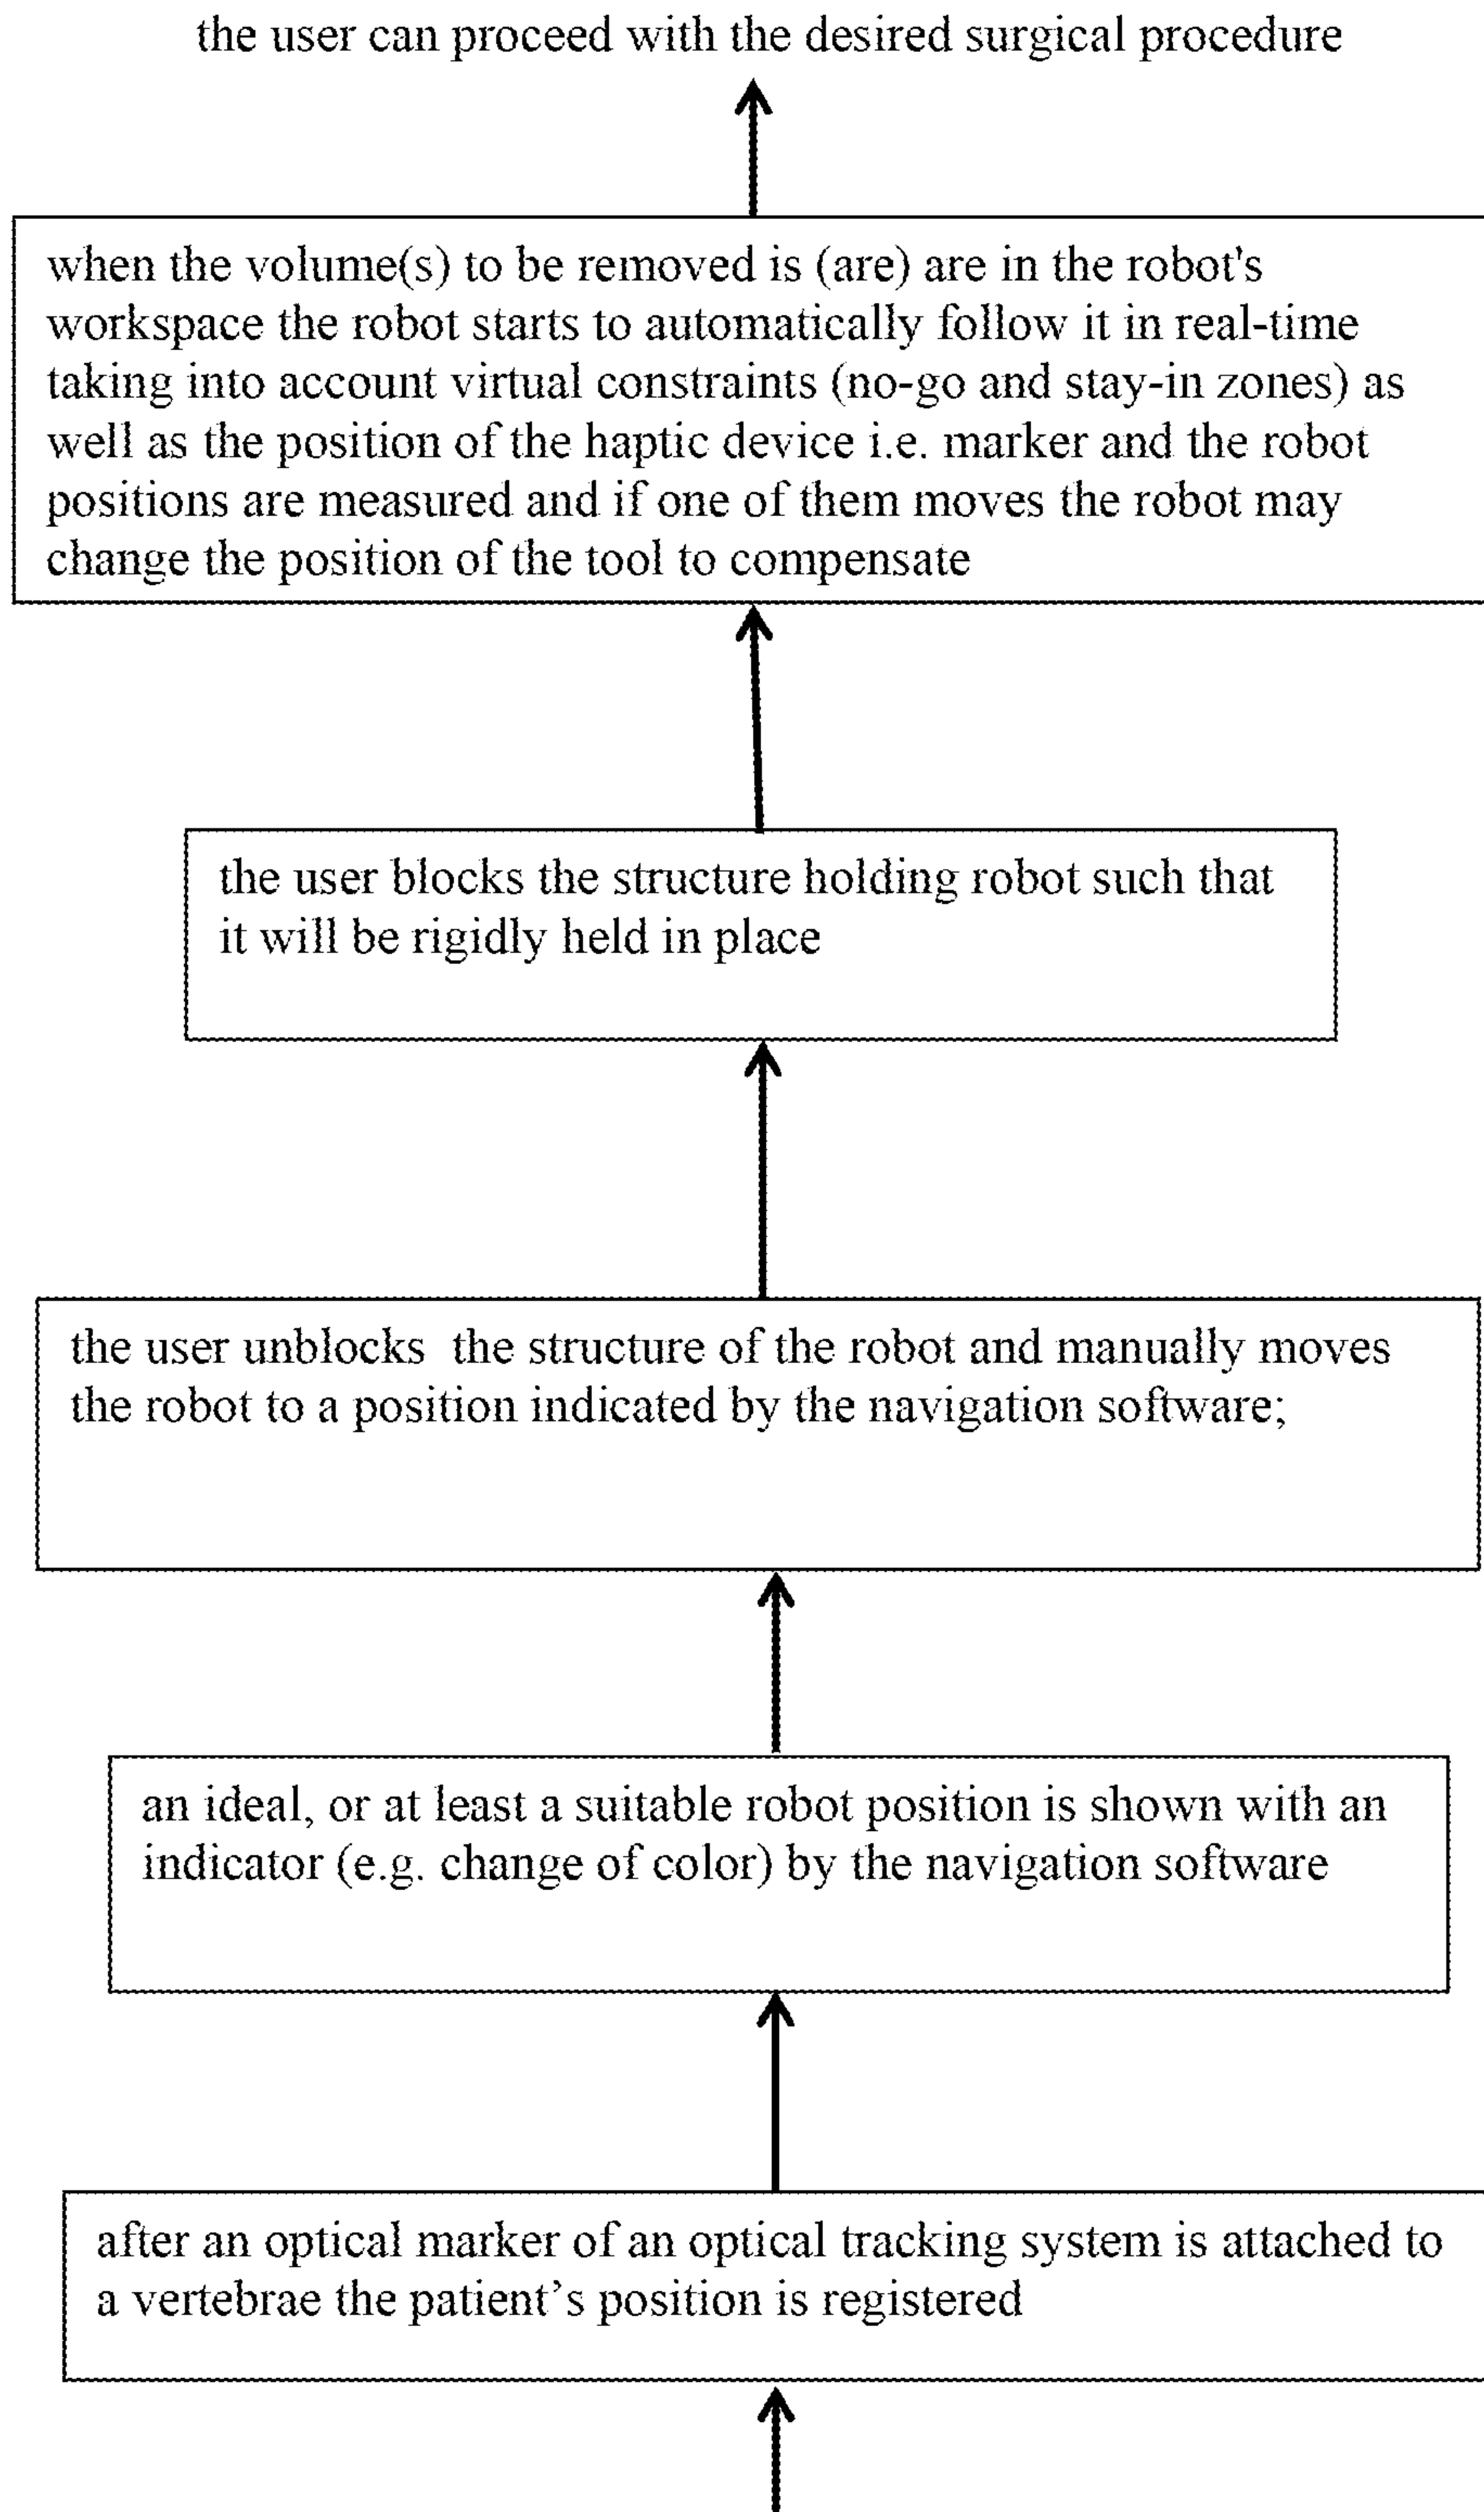 the user can proceed with the desired surgical procedure
when the volume(s) to be removed is (are) are in the robot's
workspace the robot starts to automatically follow it in real-time
taking into account virtual constraints (no-go and stay-in zones) as
well as the position of the haptic device i.e. marker and the robot
positions are measured and if one of them moves the robot may
change the position of the tool to compensate
the user blocks the structure holding robot such that
it will be rigidly held in place
the user unblocks  the structure of the robot and manually moves
the robot to a position indicated by the navigation software;
an ideal, or at least a suitable robot position is shown with an
indicator (e.g. change of color) by the navigation software
after an optical marker of an optical tracking system is attached to
a vertebrae the patient’s position is registered